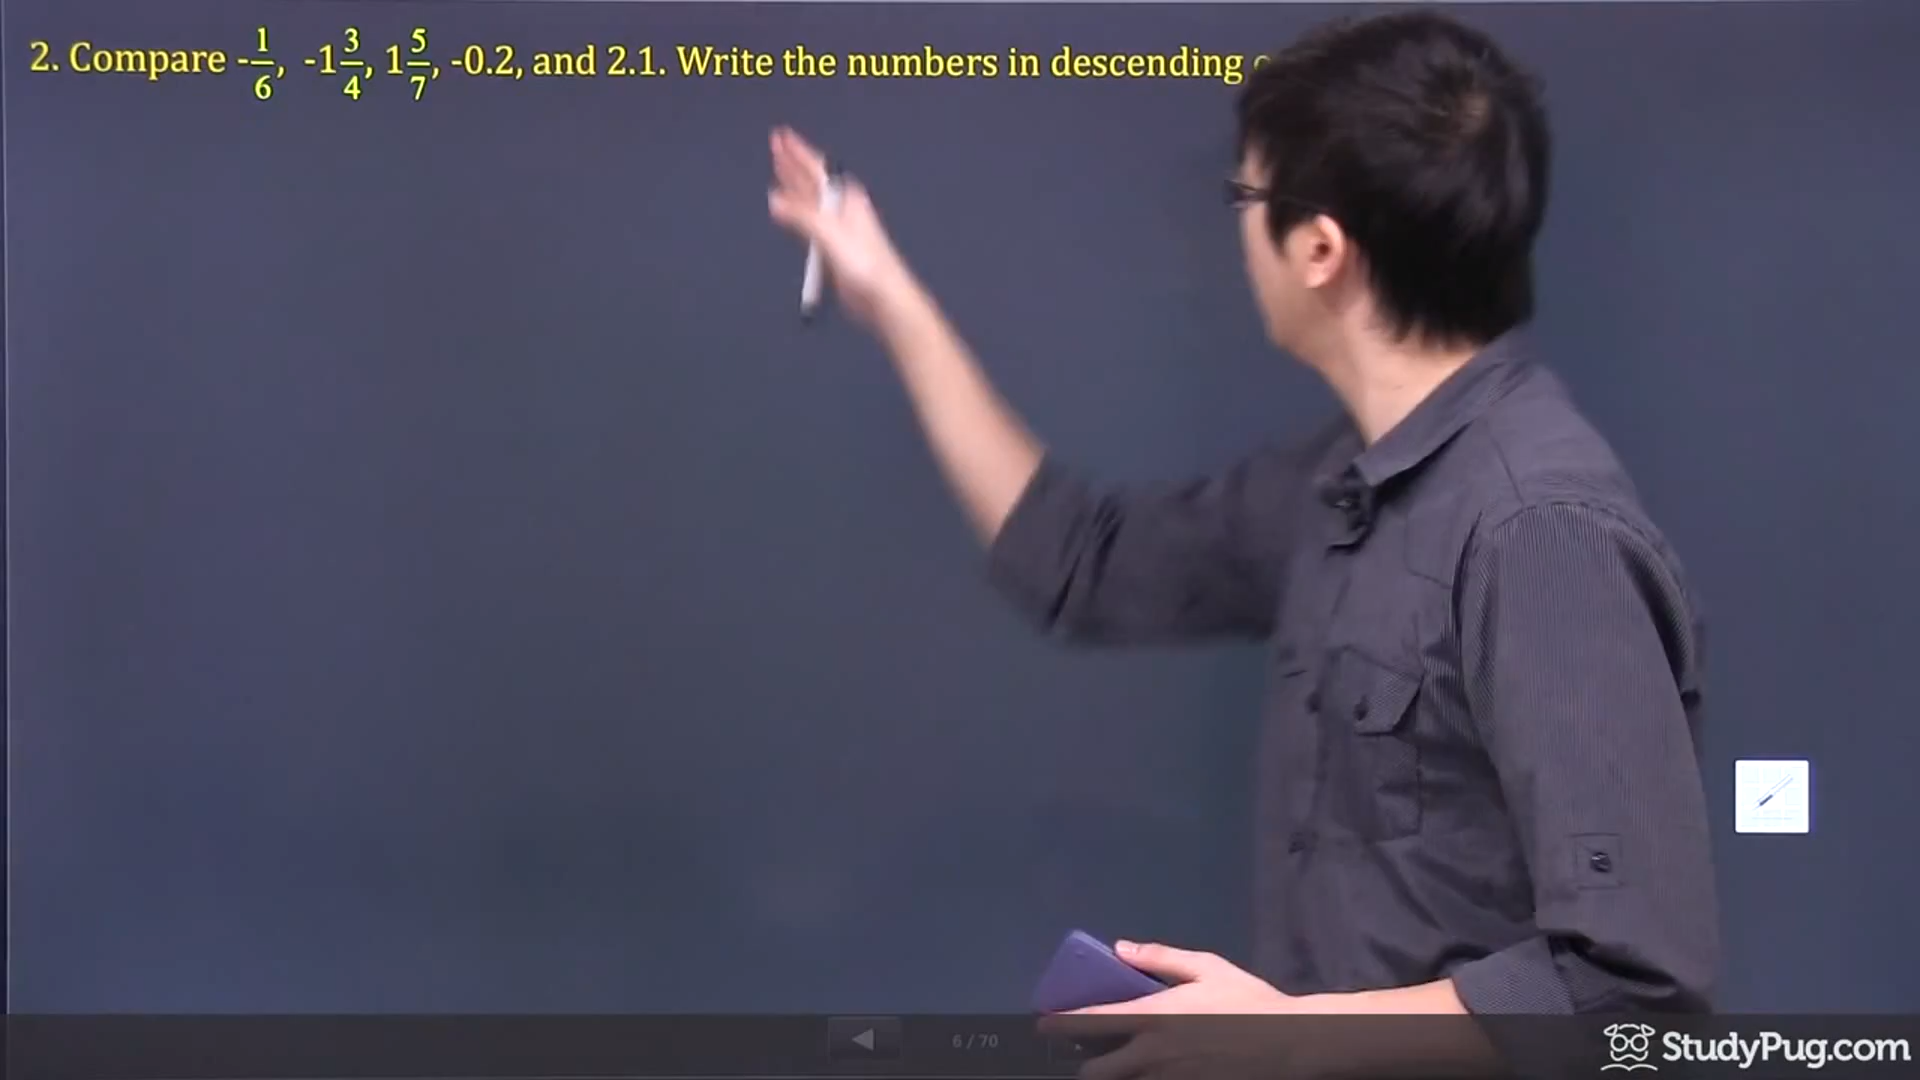 2. Compare -1/6, -1 3/4, 1 5/7, -0.2, and 2.1. Write the numbers in descending
6 / 70
StudyPug.com